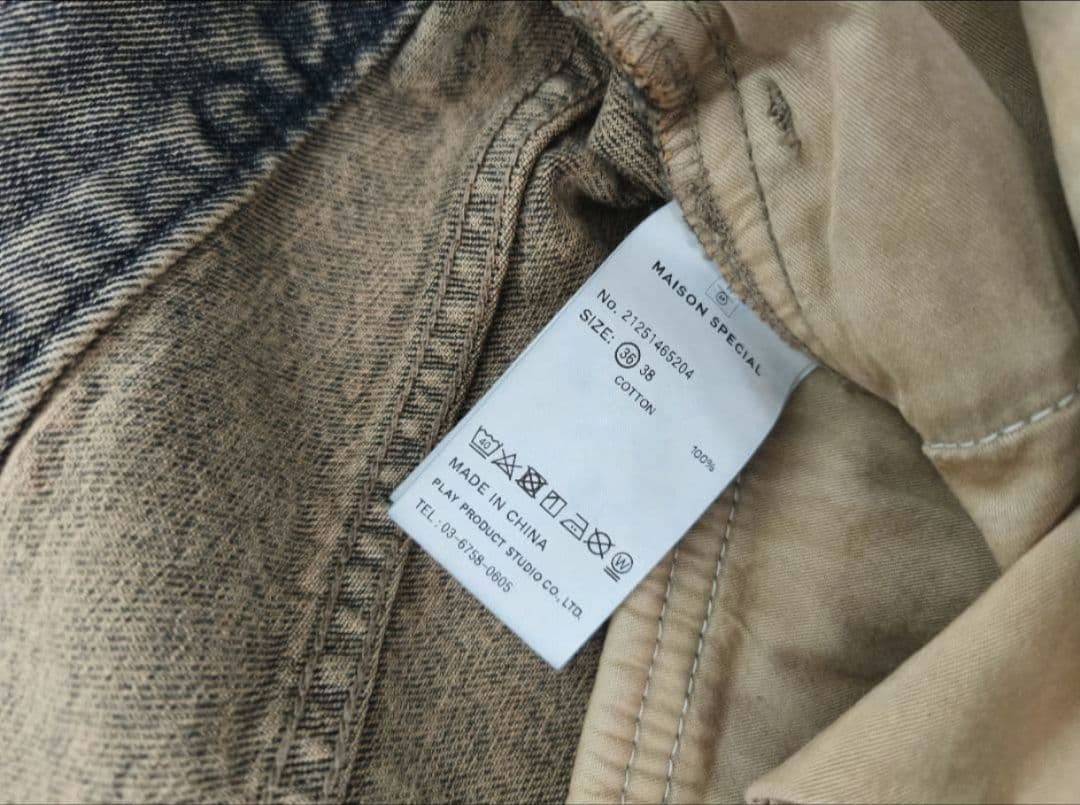 MAISON SPECIAL
No. 21251465204
SIZE: 36 38
COTTON 100%
40
W
MADE IN CHINA
PLAY PRODUCT STUDIO CO., LTD.
TEL : 03-6758-0605